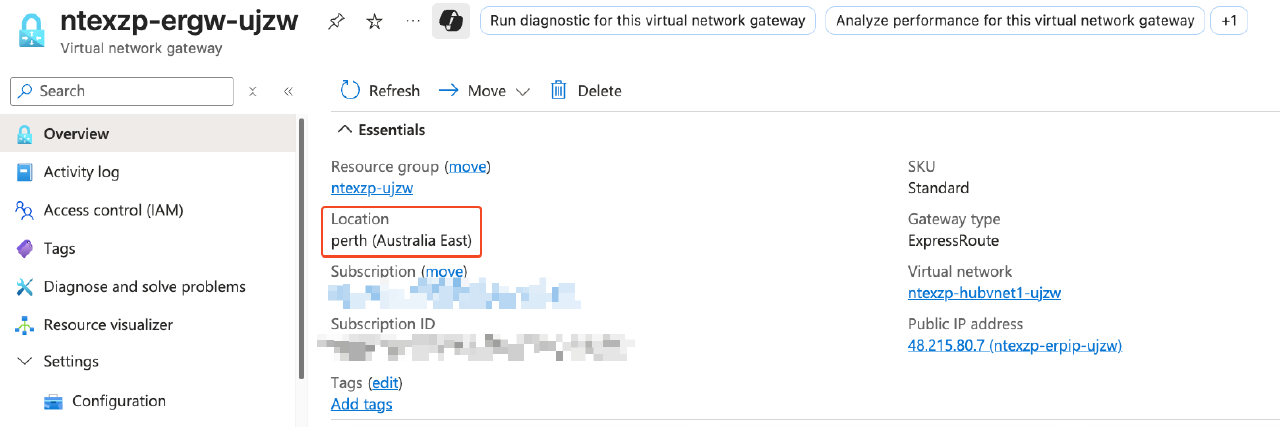 ntexzp-ergw-ujzw
Virtual network gateway
Run diagnostic for this virtual network gateway
Analyze performance for this virtual network gateway
+1
Search
Overview
Activity log
Access control (IAM)
Tags
Diagnose and solve problems
Resource visualizer
Settings
Configuration
Refresh
Move
Delete
Essentials
Resource group (move)
ntexzp-ujzw
Location
perth (Australia East)
Subscription (move)
Subscription ID
Tags (edit)
Add tags
SKU
Standard
Gateway type
ExpressRoute
Virtual network
ntexzp-hubvnet1-ujzw
Public IP address
48.215.80.7 (ntexzp-erpip-ujzw)